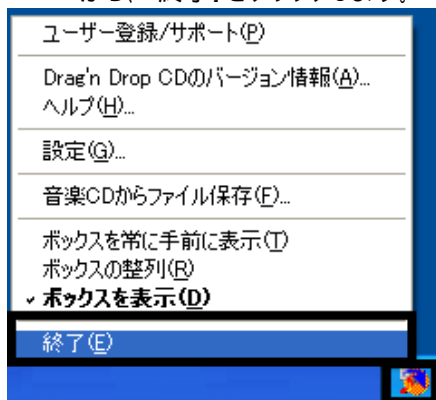 ユーザー登録/サポート(P)
Drag'n Drop CDのバージョン情報(A)...
ヘルプ(H)...
設定(G)...
音楽CDからファイル保存(F)...
ボックスを常に手前に表示(T)
ボックスの整列(R)
ボックスを表示(D)
終了(E)